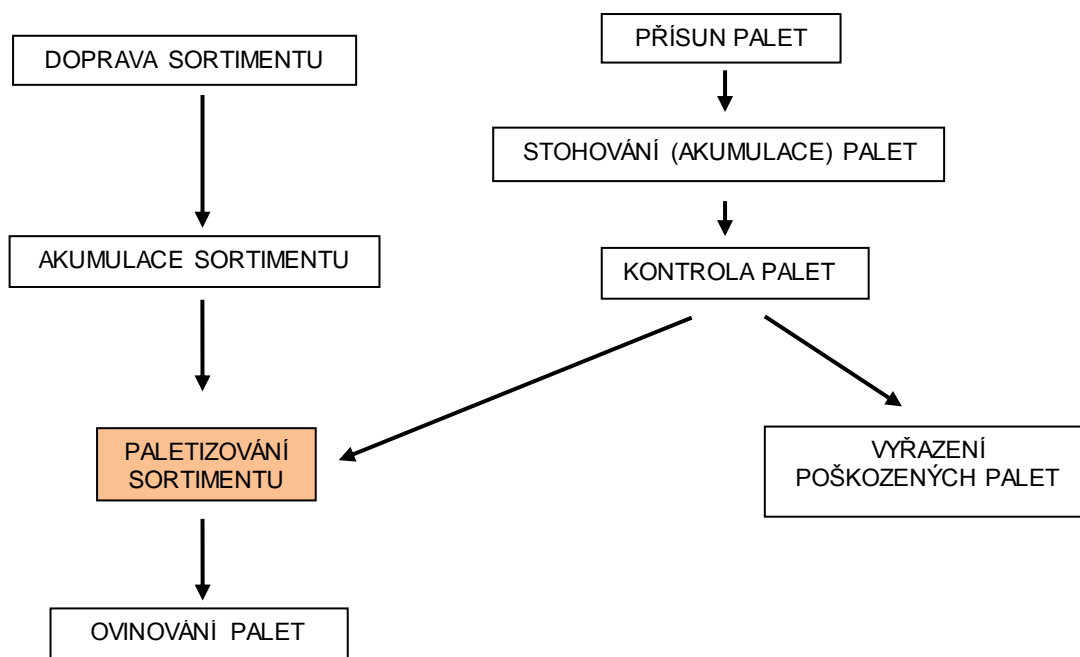 PŘÍSUN PALET
DOPRAVA SORTIMENTU
STOHOVÁNÍ (AKUMULACE) PALET
AKUMULACE SORTIMENTU
KONTROLA PALET
PALETIZOVÁNÍ
SORTIMENTU
VYŘAZENÍ
POŠKOZENÝCH PALET
OVINOVÁNÍ PALET